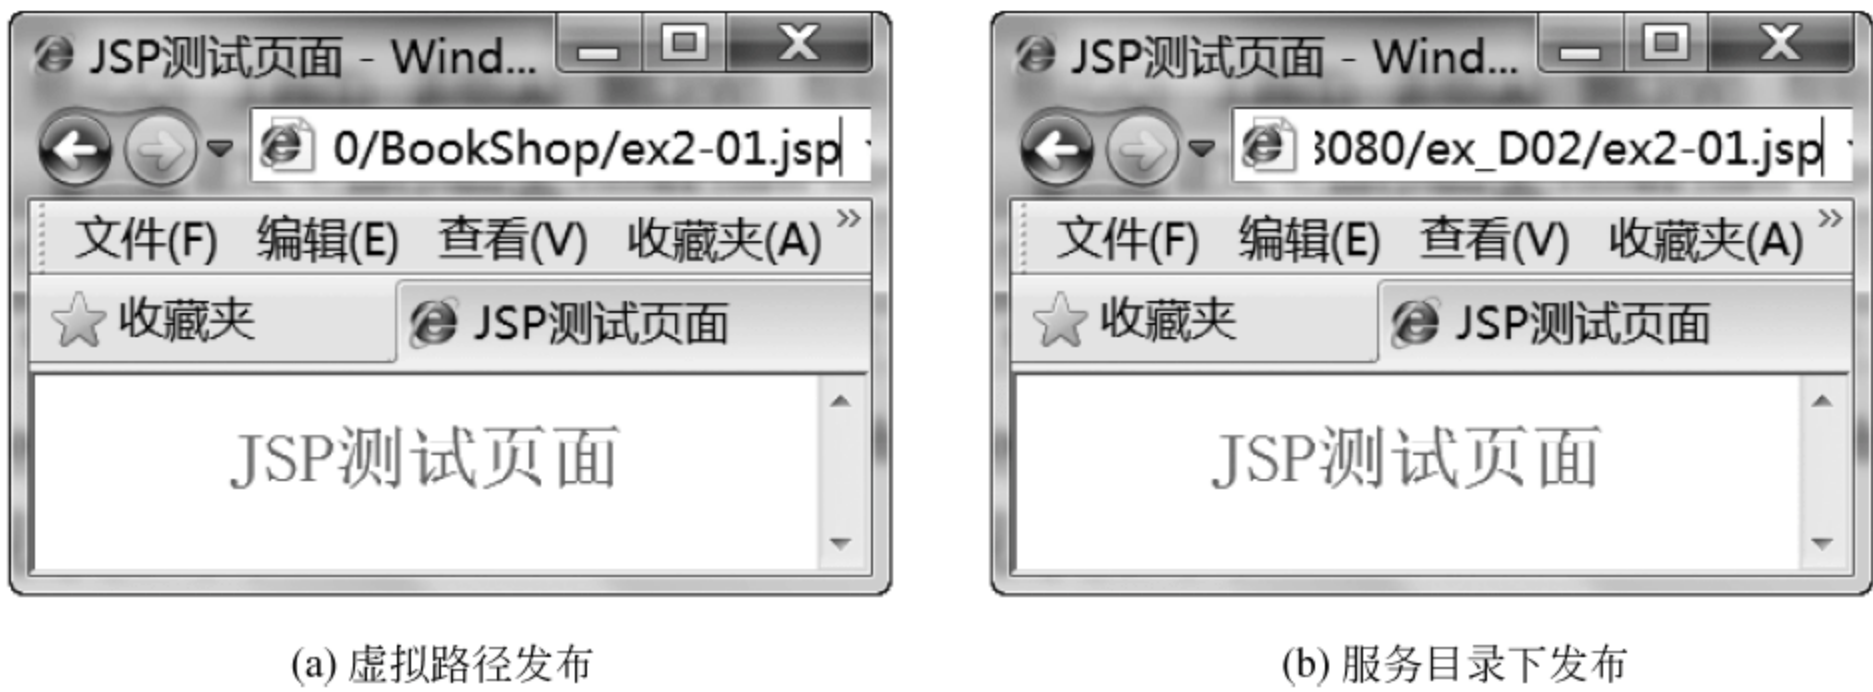 JSP测试页面 - Wind...
0/BookShop/ex2-01.jsp
文件(F) 编辑(E) 查看(V) 收藏夹(A) »
收藏夹 JSP测试页面
JSP测试页面
(a) 虚拟路径发布
JSP测试页面 - Wind...
8080/ex_D02/ex2-01.jsp
文件(F) 编辑(E) 查看(V) 收藏夹(A) »
收藏夹 JSP测试页面
JSP测试页面
(b) 服务目录下发布